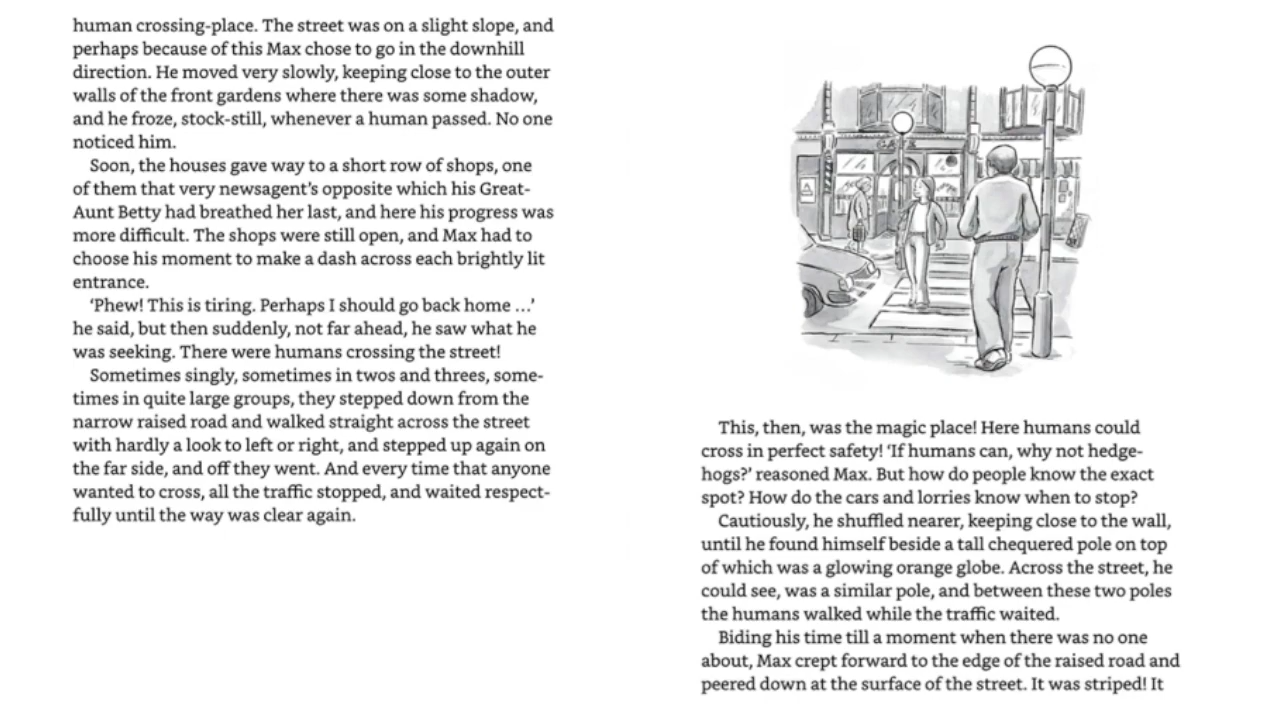 human crossing-place. The street was on a slight slope, and
perhaps because of this Max chose to go in the downhill
direction. He moved very slowly, keeping close to the outer
walls of the front gardens where there was some shadow,
and he froze, stock-still, whenever a human passed. No one
noticed him.
Soon, the houses gave way to a short row of shops, one
of them that very newsagent’s opposite which his Great-
Aunt Betty had breathed her last, and here his progress was
more difficult. The shops were still open, and Max had to
choose his moment to make a dash across each brightly lit
entrance.
‘Phew! This is tiring. Perhaps I should go back home …’
he said, but then suddenly, not far ahead, he saw what he
was seeking. There were humans crossing the street!
Sometimes singly, sometimes in twos and threes, some-
times in quite large groups, they stepped down from the
narrow raised road and walked straight across the street
with hardly a look to left or right, and stepped up again on
the far side, and off they went. And every time that anyone
wanted to cross, all the traffic stopped, and waited respect-
fully until the way was clear again.
This, then, was the magic place! Here humans could
cross in perfect safety! ‘If humans can, why not hedge-
hogs?’ reasoned Max. But how do people know the exact
spot? How do the cars and lorries know when to stop?
Cautiously, he shuffled nearer, keeping close to the wall,
until he found himself beside a tall chequered pole on top
of which was a glowing orange globe. Across the street, he
could see, was a similar pole, and between these two poles
the humans walked while the traffic waited.
Biding his time till a moment when there was no one
about, Max crept forward to the edge of the raised road and
peered down at the surface of the street. It was striped! It